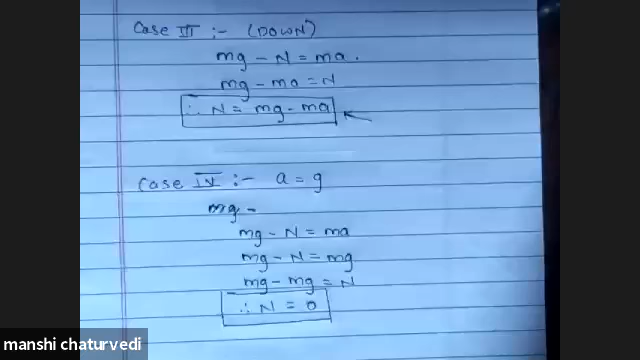 Case III :- (DOWN)
mg - N = ma.
mg - ma = N
∴ N = mg - ma
Case IV :- a = g
mg -
mg - N = ma
mg - N = mg
mg - mg = N
∴ N = 0
manshi chaturvedi